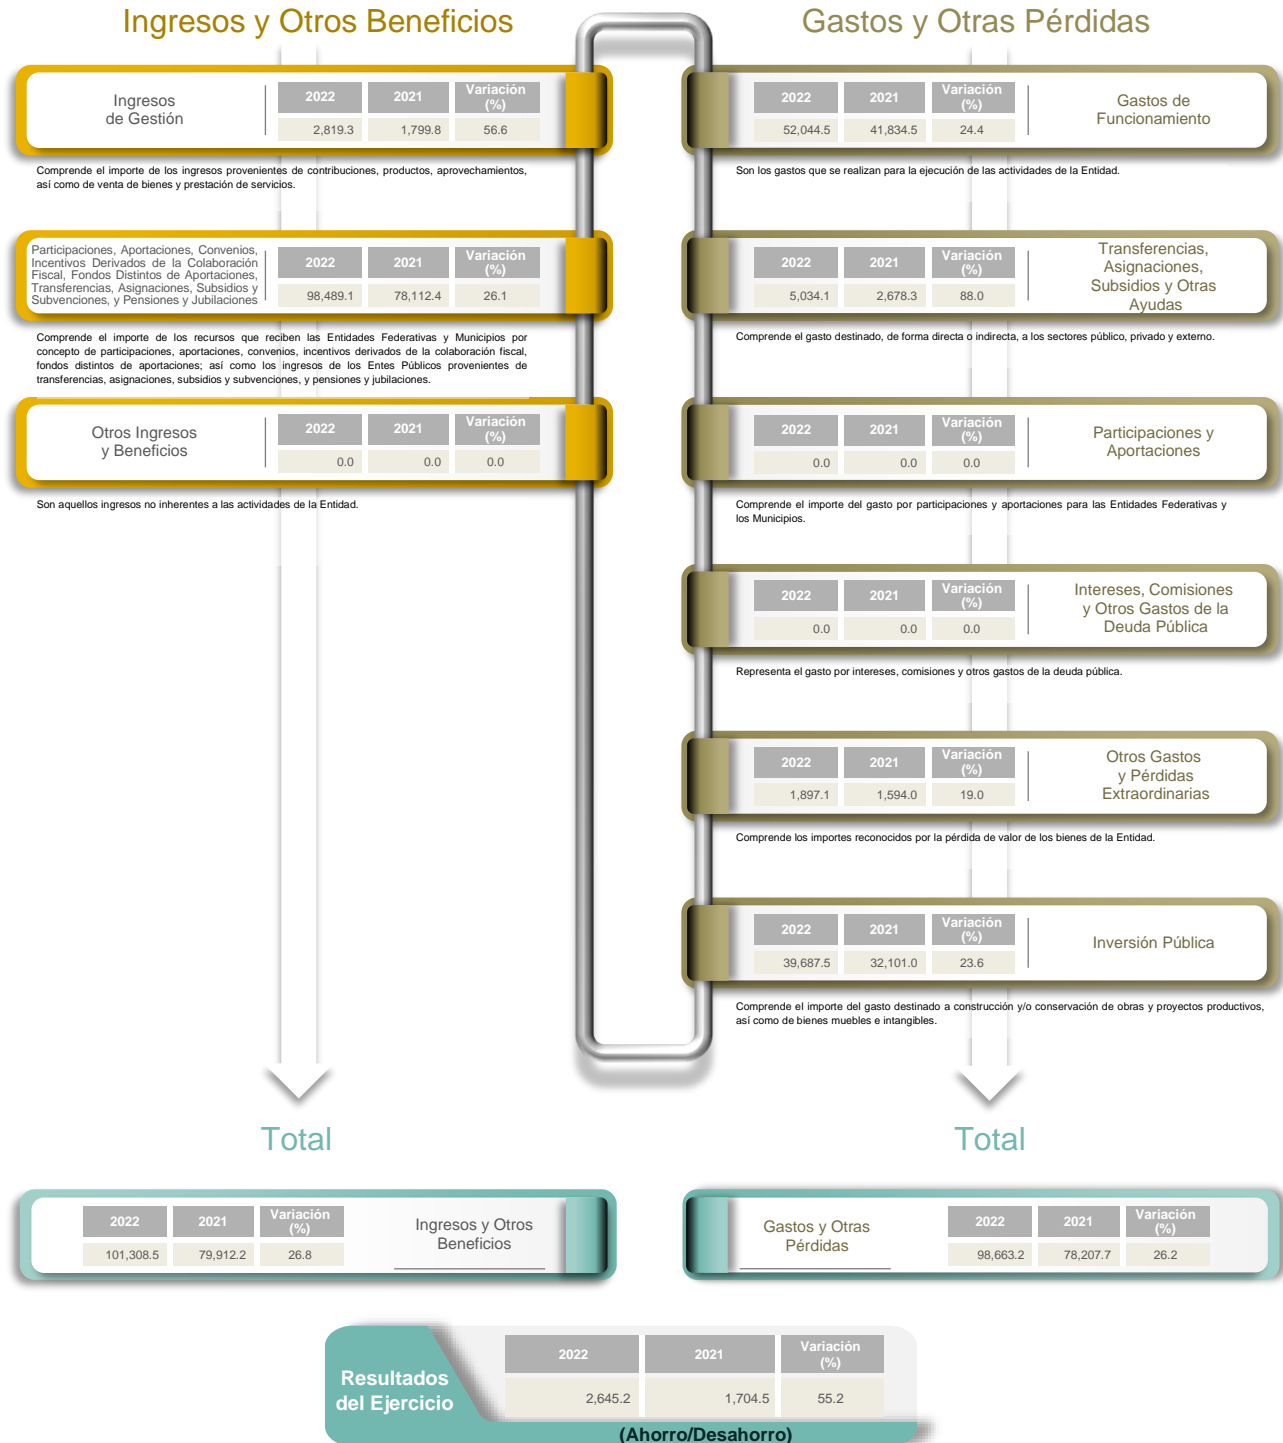 Ingresos y Otros Beneficios
Ingresos
de Gestión
2022 2021 Variación
(%)
2,819.3 1,799.8 56.6
Comprende el importe de los ingresos provenientes de contribuciones, productos, aprovechamientos,
así como de venta de bienes y prestación de servicios.
Participaciones, Aportaciones, Convenios,
Incentivos Derivados de la Colaboración
Fiscal, Fondos Distintos de Aportaciones,
Transferencias, Asignaciones, Subsidios y
Subvenciones, y Pensiones y Jubilaciones
2022 2021 Variación
(%)
98,489.1 78,112.4 26.1
Comprende el importe de los recursos que reciben las Entidades Federativas y Municipios por
concepto de participaciones, aportaciones, convenios, incentivos derivados de la colaboración fiscal,
fondos distintos de aportaciones; así como los ingresos de los Entes Públicos provenientes de
transferencias, asignaciones, subsidios y subvenciones, y pensiones y jubilaciones.
Otros Ingresos
y Beneficios
2022 2021 Variación
(%)
0.0 0.0 0.0
Son aquellos ingresos no inherentes a las actividades de la Entidad.
Gastos y Otras Pérdidas
2022 2021 Variación
(%)
52,044.5 41,834.5 24.4
Gastos de
Funcionamiento
Son los gastos que se realizan para la ejecución de las actividades de la Entidad.
2022 2021 Variación
(%)
5,034.1 2,678.3 88.0
Transferencias,
Asignaciones,
Subsidios y Otras
Ayudas
Comprende el gasto destinado, de forma directa o indirecta, a los sectores público, privado y externo.
2022 2021 Variación
(%)
0.0 0.0 0.0
Participaciones y
Aportaciones
Comprende el importe del gasto por participaciones y aportaciones para las Entidades Federativas y
los Municipios.
2022 2021 Variación
(%)
0.0 0.0 0.0
Intereses, Comisiones
y Otros Gastos de la
Deuda Pública
Representa el gasto por intereses, comisiones y otros gastos de la deuda pública.
2022 2021 Variación
(%)
1,897.1 1,594.0 19.0
Otros Gastos
y Pérdidas
Extraordinarias
Comprende los importes reconocidos por la pérdida de valor de los bienes de la Entidad.
2022 2021 Variación
(%)
39,687.5 32,101.0 23.6
Inversión Pública
Comprende el importe del gasto destinado a construcción y/o conservación de obras y proyectos productivos,
así como de bienes muebles e intangibles.
Total
2022 2021 Variación
(%)
101,308.5 79,912.2 26.8
Ingresos y Otros
Beneficios
Total
Gastos y Otras
Pérdidas
2022 2021 Variación
(%)
98,663.2 78,207.7 26.2
Resultados
del Ejercicio
2022 2021 Variación
(%)
2,645.2 1,704.5 55.2
(Ahorro/Desahorro)